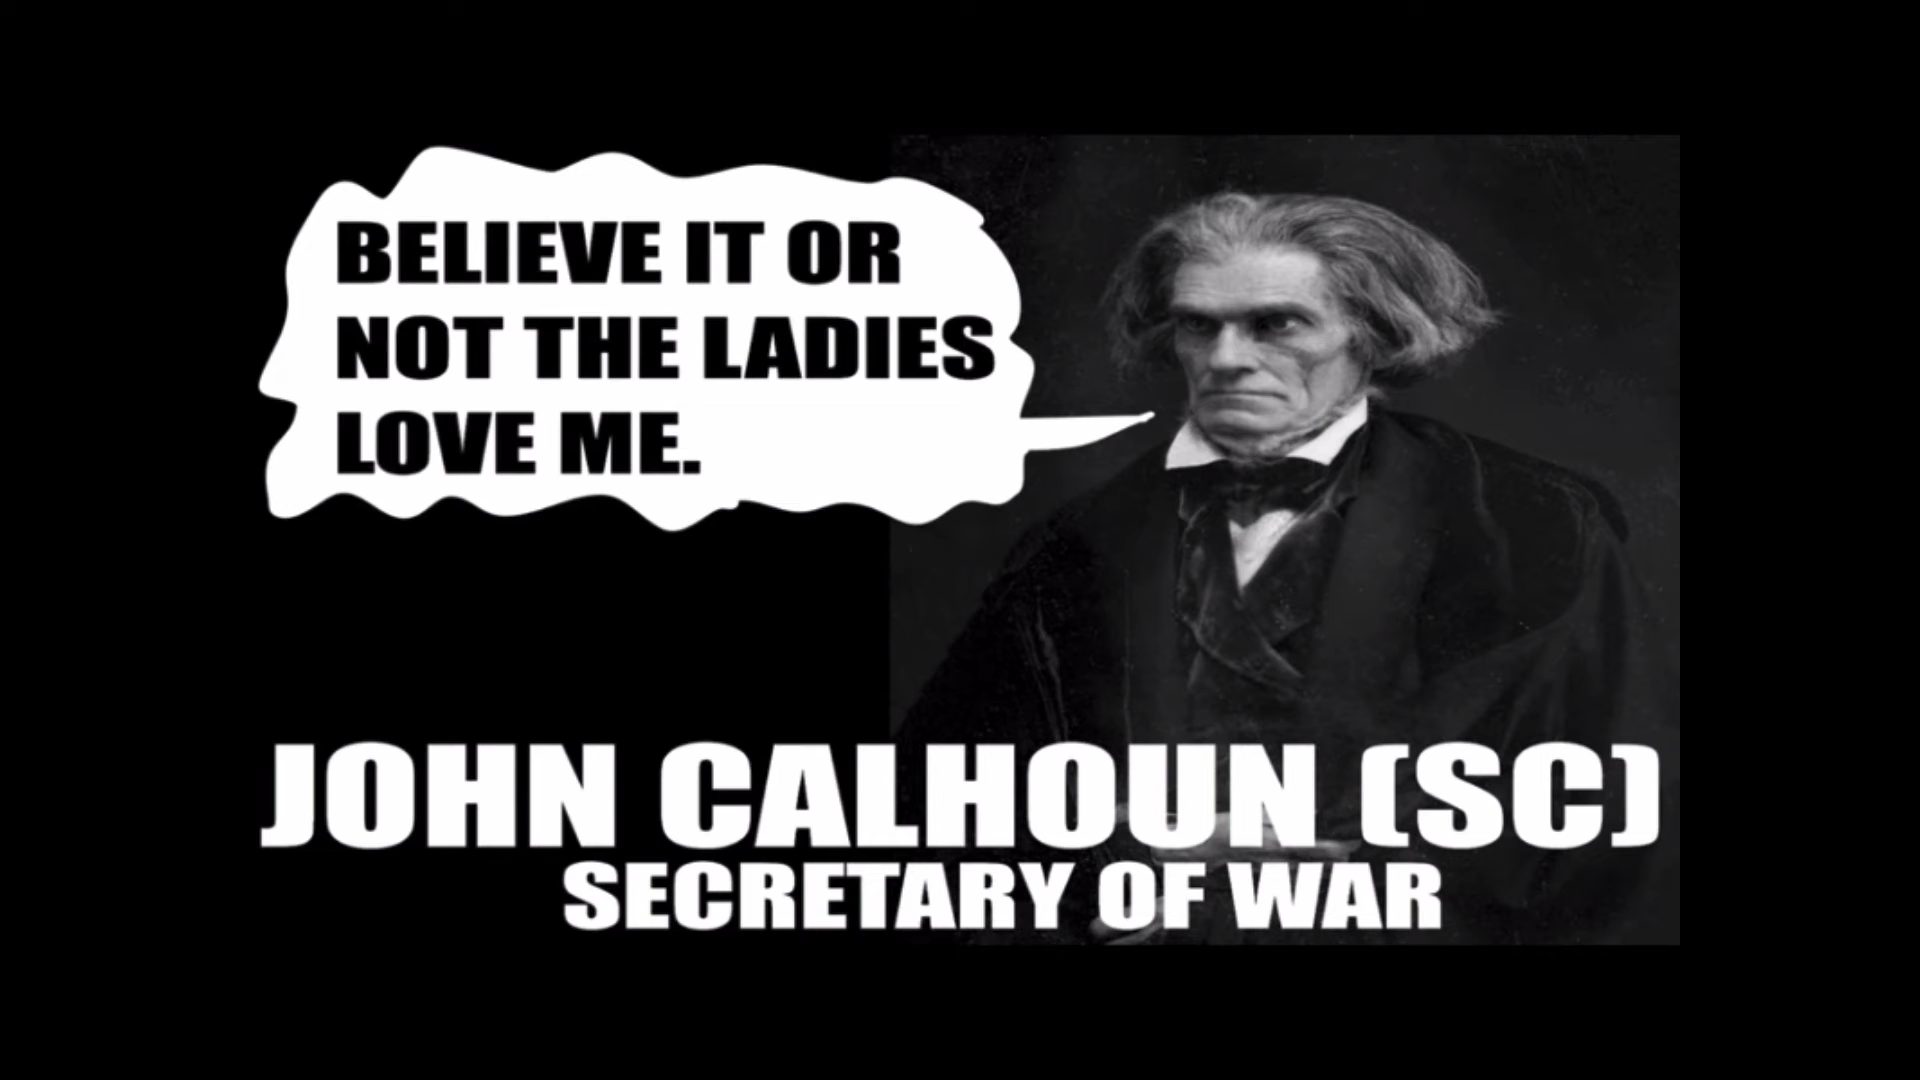 BELIEVE IT OR
NOT THE LADIES
LOVE ME.
JOHN CALHOUN (SC)
SECRETARY OF WAR